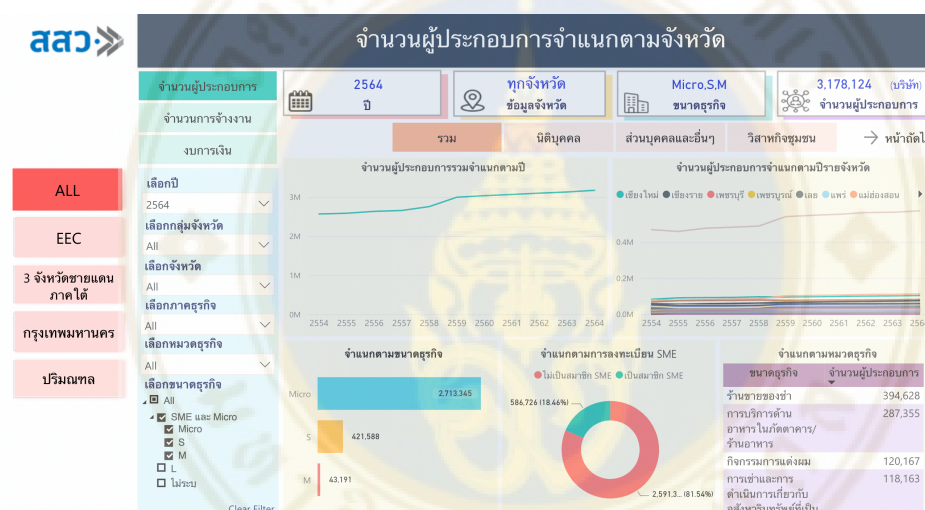 สสว
จำนวนผู้ประกอบการจำแนกตามจังหวัด
จำนวนผู้ประกอบการ
จำนวนการจ้างงาน
งบการเงิน
2564
ปี
ทุกจังหวัด
ข้อมูลจังหวัด
Micro,S,M
ขนาดธุรกิจ
3,178,124 (บริษัท)
จำนวนผู้ประกอบการ
รวม
นิติบุคคล
ส่วนบุคคลและอื่นๆ
วิสาหกิจชุมชน
ALL
EEC
3 จังหวัดชายแดน
ภาคใต้
กรุงเทพมหานคร
ปริมณฑล
เลือกปี
2564
เลือกกลุ่มจังหวัด
All
เลือกจังหวัด
All
เลือกภาคธุรกิจ
All
เลือกหมวดธุรกิจ
All
เลือกขนาดธุรกิจ
All
SME และ Micro
Micro
S
M
L
ไม่ระบุ
Clear Filter
จำนวนผู้ประกอบการรวมจำแนกตามปี
3M
2M
1M
0M
2554 2555 2556 2557 2558 2559 2560 2561 2562 2563 2564
จำนวนผู้ประกอบการจำแนกตามปีรายจังหวัด
เชียงใหม่ เชียงราย เพชรบุรี เพชรบูรณ์ เลย แพร่ แม่ฮ่องสอน
0.4M
0.2M
0.0M
2554 2555 2556 2557 2558 2559 2560 2561 2562 2563
จำแนกตามขนาดธุรกิจ
Micro 2,713,345
S 421,588
M 43,191
จำแนกตามการลงทะเบียน SME
ไม่เป็นสมาชิก SME เป็นสมาชิก SME
586,726 (18.46%)
2,591,3... (81.54%)
จำแนกตามหมวดธุรกิจ
ขนาดธุรกิจ จำนวนผู้ประกอบการ
ร้านขายของชำ 394,628
การบริการด้าน 287,355
อาหารในภัตตาคาร/
ร้านอาหาร
กิจกรรมการแต่งผม 120,167
การเช่าและการ 118,163
ดำเนินการเกี่ยวกับ